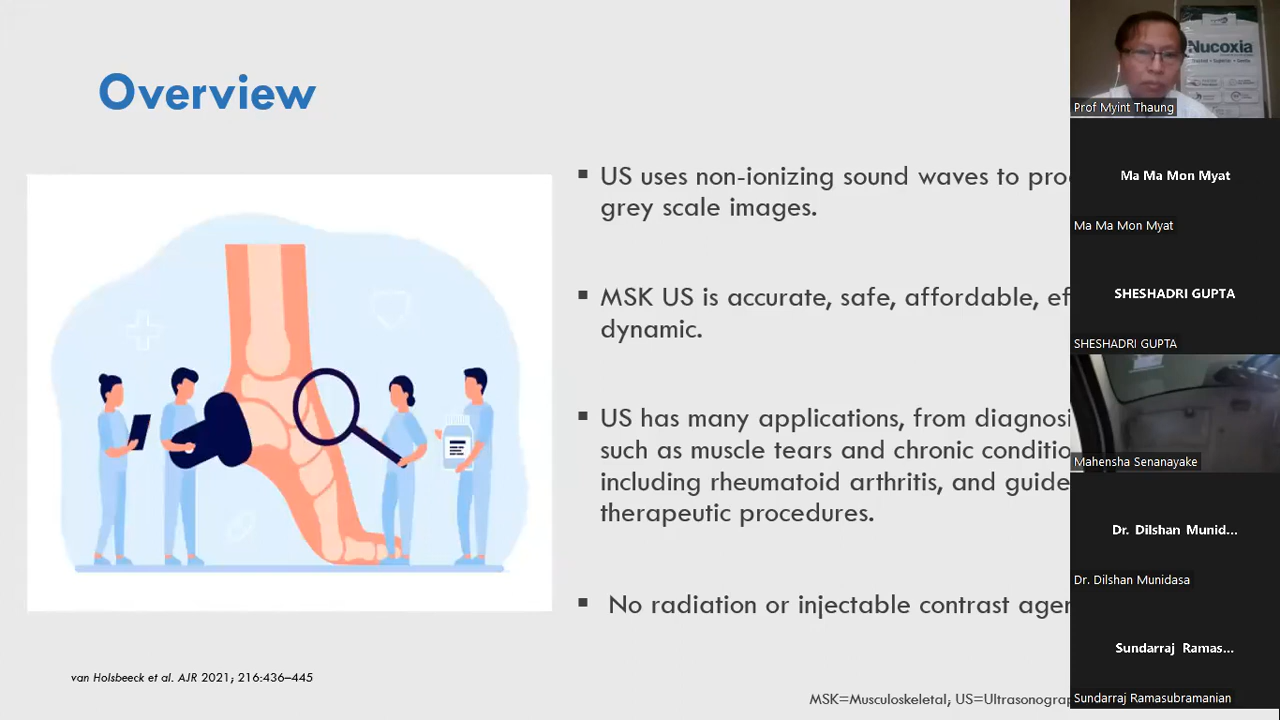 Overview
US uses non-ionizing sound waves to pro
grey scale images.
MSK US is accurate, safe, affordable, ef
dynamic.
US has many applications, from diagnosi
such as muscle tears and chronic conditio
including rheumatoid arthritis, and guide
therapeutic procedures.
No radiation or injectable contrast agen
van Holsbeeck et al. AJR 2021; 216:436–445
MSK=Musculoskeletal; US=Ultrasonograp
Nucoxia
Prof Myint Thaung
Ma Ma Mon Myat
Ma Ma Mon Myat
SHESHADRI GUPTA
SHESHADRI GUPTA
Mahensha Senanayake
Dr. Dilshan Munid...
Dr. Dilshan Munidasa
Sundarraj Ramas...
Sundarraj Ramasubramanian